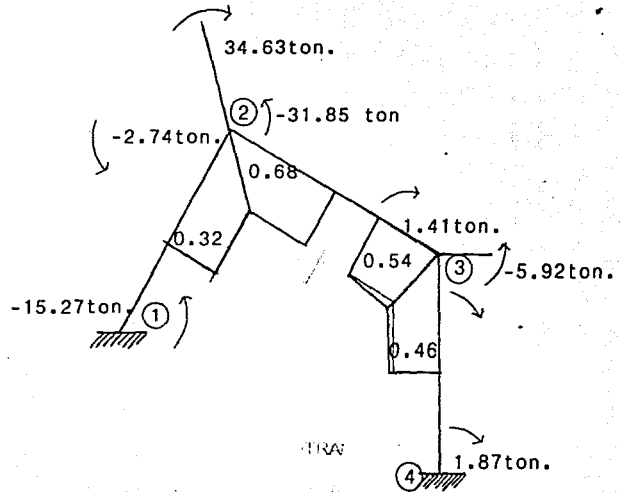 34.63ton.
②
-31.85 ton
-2.74ton.
0.68
1.41ton.
0.32
0.54
③
-5.92ton.
-15.27ton.
①
0.46
④
1.87ton.